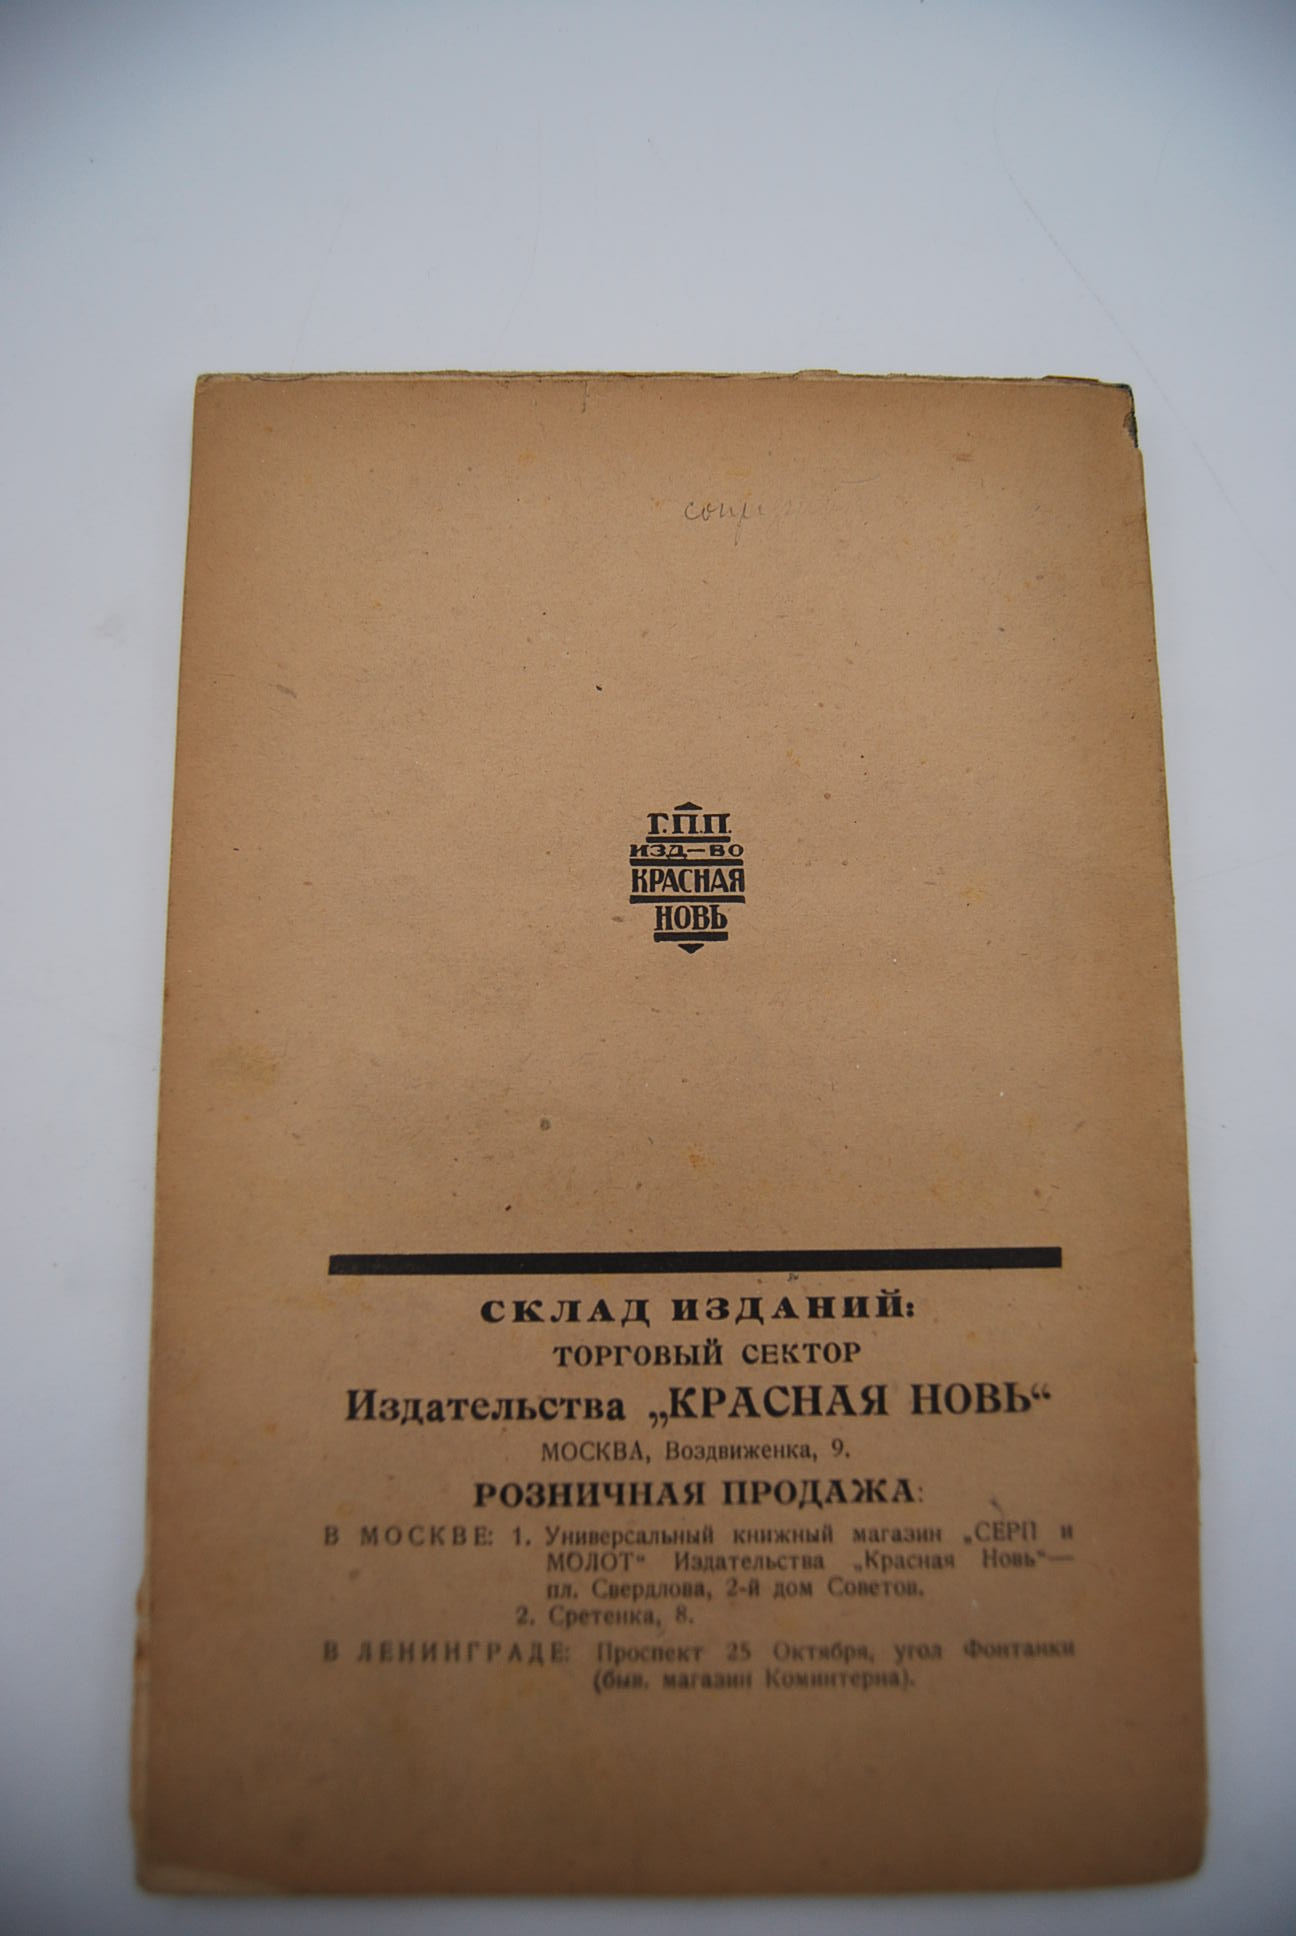 Г.П.П.
ИЗД-ВО
КРАСНАЯ
НОВЬ
СКЛАД ИЗДАНИЙ:
ТОРГОВЫЙ СЕКТОР
Издательства „КРАСНАЯ НОВЬ“
МОСКВА, Воздвиженка, 9.
РОЗНИЧНАЯ ПРОДАЖА:
В МОСКВЕ: 1. Универсальный книжный магазин „СЕРП и
МОЛОТ“ Издательства „Красная Новь“—
пл. Свердлова, 2-й дом Советов.
2. Сретенка, 8.
В ЛЕНИНГРАДЕ: Проспект 25 Октября, угол Фонтанки
(быв. магазин Коминтерна).